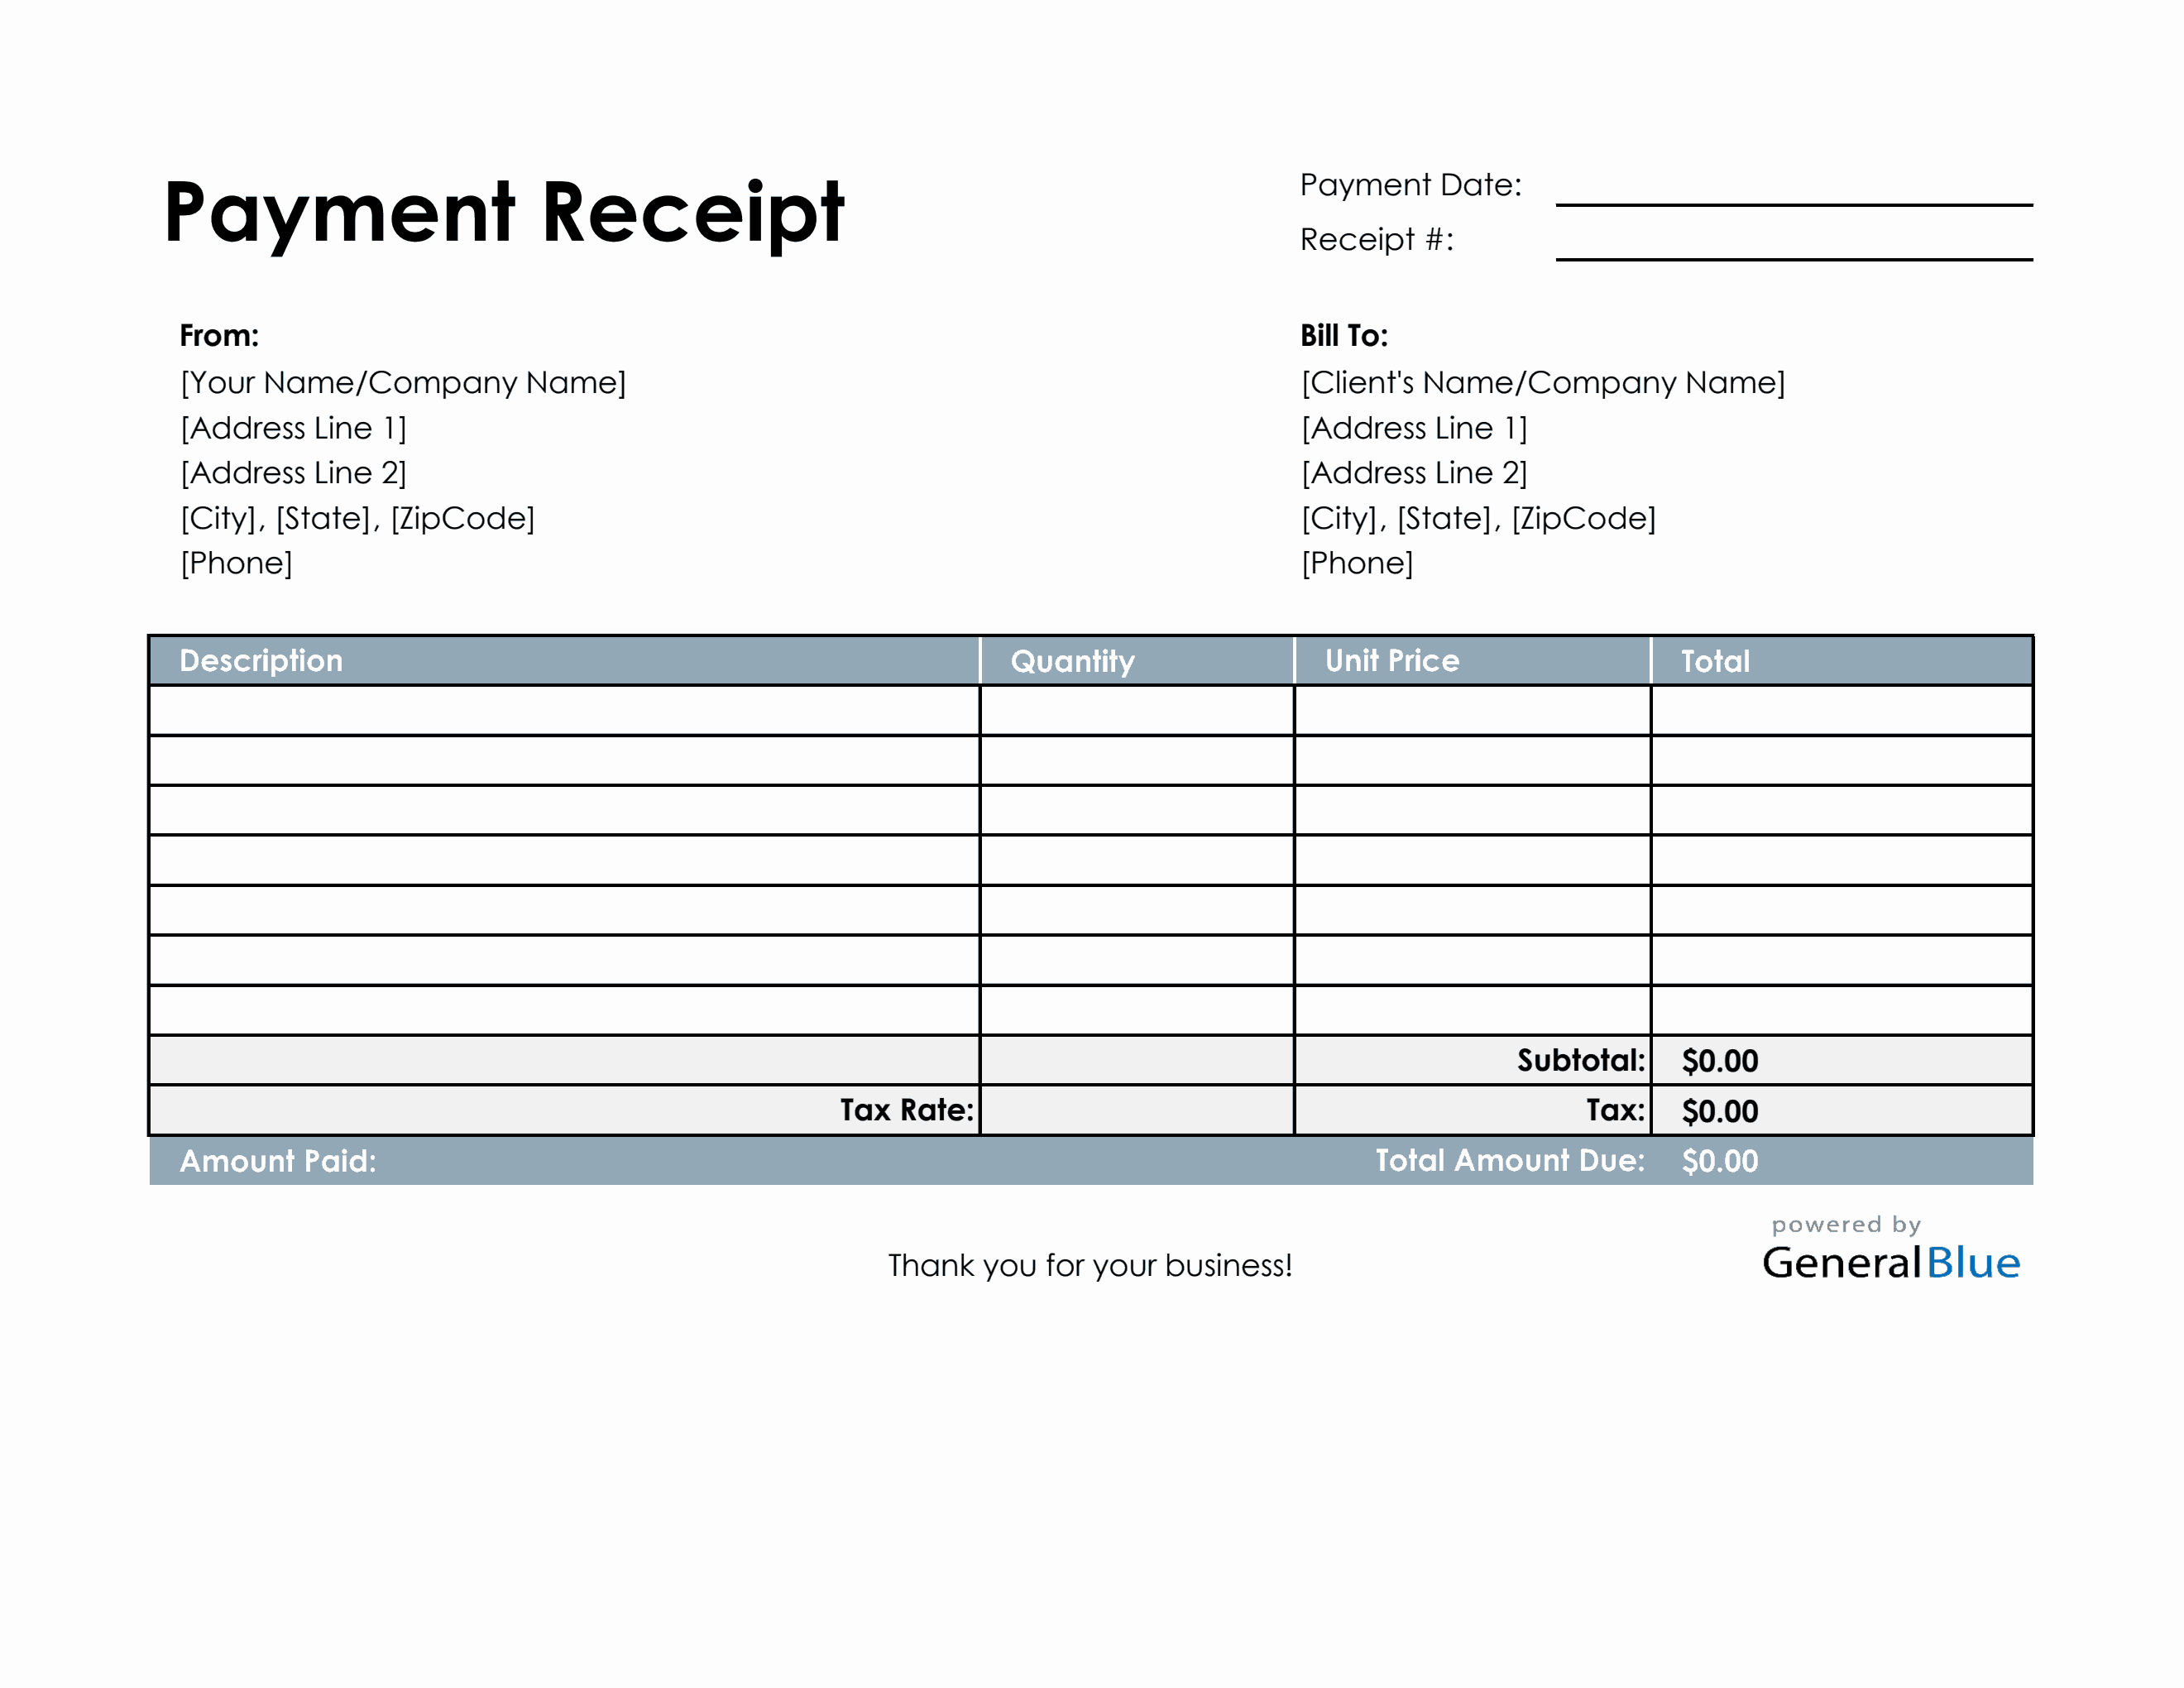 Payment Receipt
Payment Date:
Receipt #:
From:
[Your Name/Company Name]
[Address Line 1]
[Address Line 2]
[City], [State], [ZipCode]
[Phone]
Bill To:
[Client's Name/Company Name]
[Address Line 1]
[Address Line 2]
[City], [State], [ZipCode]
[Phone]
Description Quantity Unit Price Total
Subtotal: $0.00
Tax Rate: Tax: $0.00
Amount Paid: Total Amount Due: $0.00
Thank you for your business!
powered by
GeneralBlue